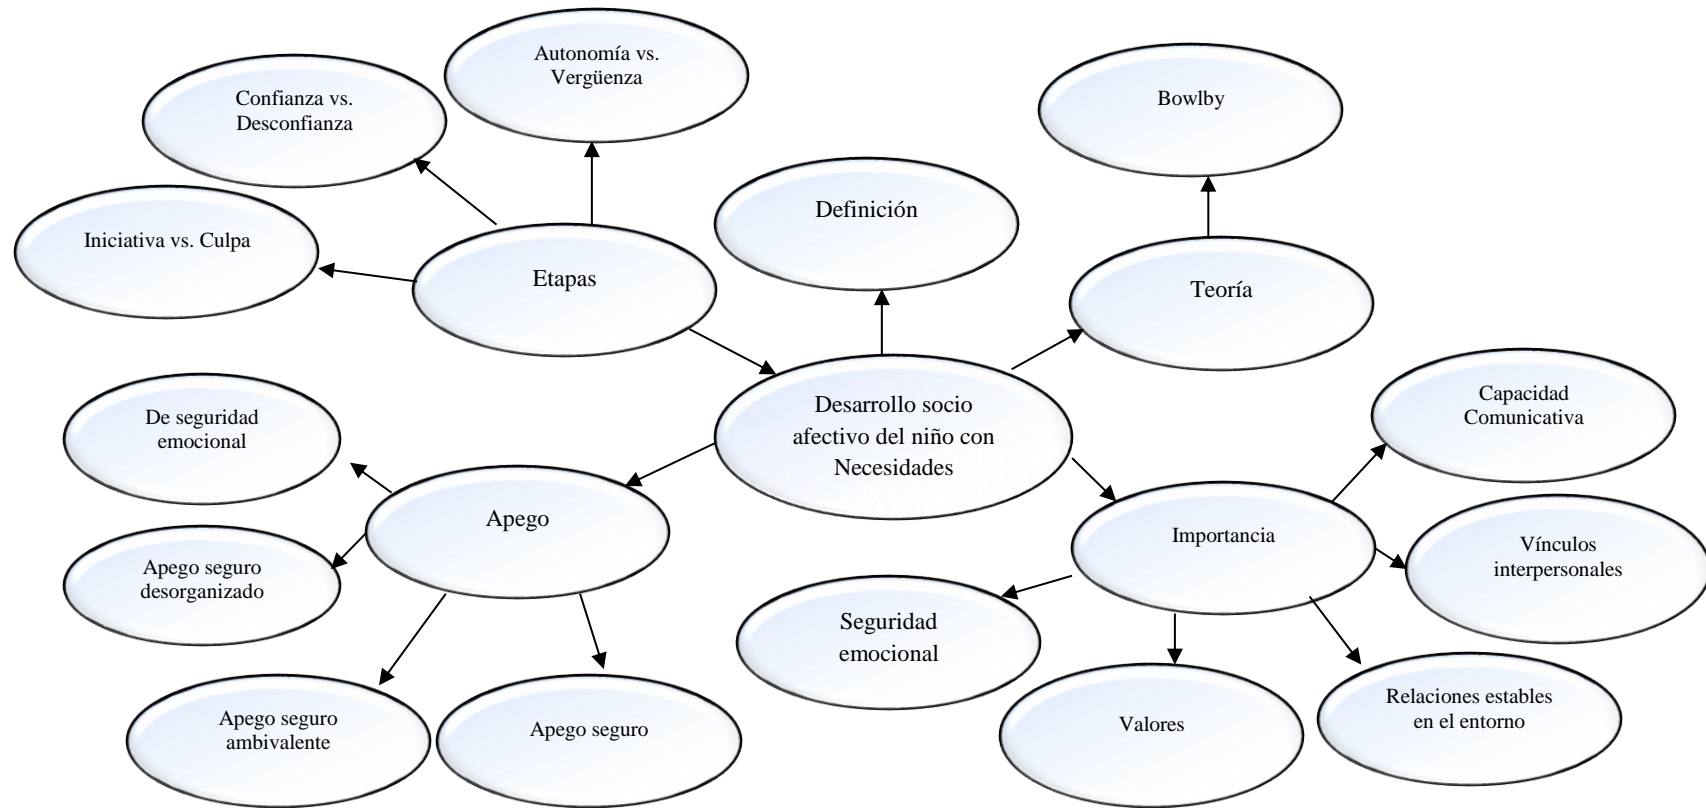 Autonomía vs.
Vergüenza
Confianza vs.
Desconfianza
Bowlby
Definición
Iniciativa vs. Culpa
Etapas
Teoría
Desarrollo socio
afectivo del niño con
Necesidades
Capacidad
Comunicativa
De seguridad
emocional
Apego
Importancia
Vínculos
interpersonales
Apego seguro
desorganizado
Seguridad
emocional
Apego seguro
ambivalente
Apego seguro
Valores
Relaciones estables
en el entorno